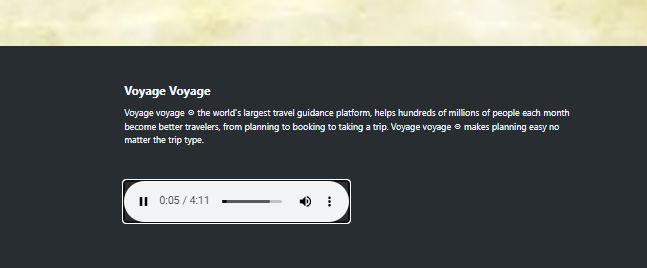 Voyage Voyage
Voyage voyage ⊝ the world's largest travel guidance platform, helps hundreds of millions of people each month
become better travelers, from planning to booking to taking a trip. Voyage voyage ⊝ makes planning easy no
matter the trip type.
0:05 / 4:11